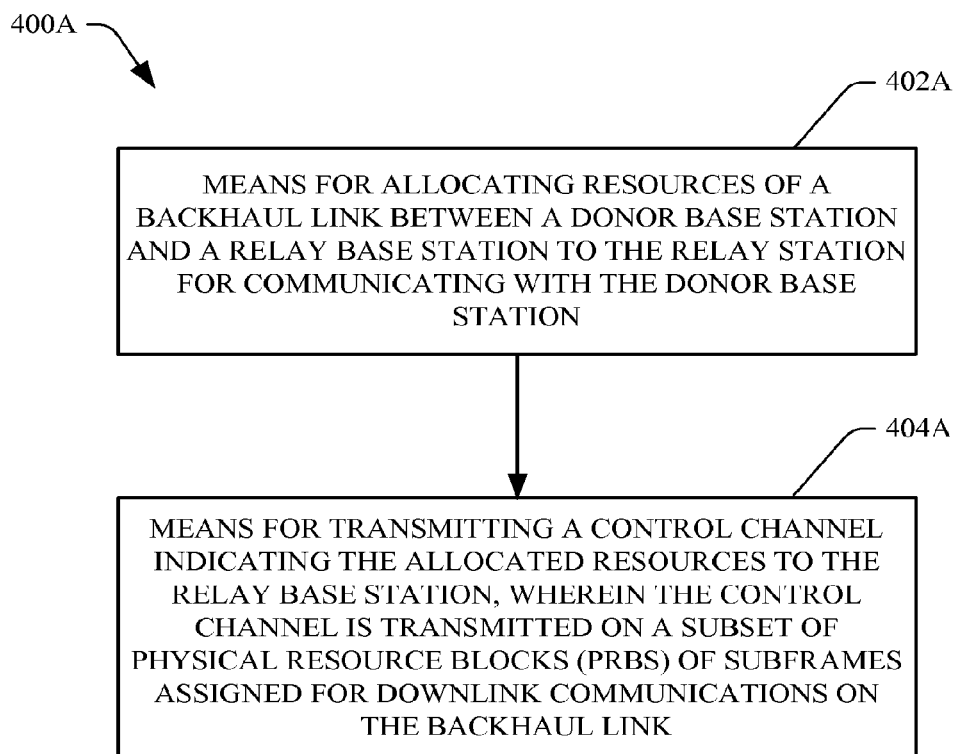 400A
402A
MEANS FOR ALLOCATING RESOURCES OF A
BACKHAUL LINK BETWEEN A DONOR BASE STATION
AND A RELAY BASE STATION TO THE RELAY STATION
FOR COMMUNICATING WITH THE DONOR BASE
STATION
404A
MEANS FOR TRANSMITTING A CONTROL CHANNEL
INDICATING THE ALLOCATED RESOURCES TO THE
RELAY BASE STATION, WHEREIN THE CONTROL
CHANNEL IS TRANSMITTED ON A SUBSET OF
PHYSICAL RESOURCE BLOCKS (PRBS) OF SUBFRAMES
ASSIGNED FOR DOWNLINK COMMUNICATIONS ON
THE BACKHAUL LINK